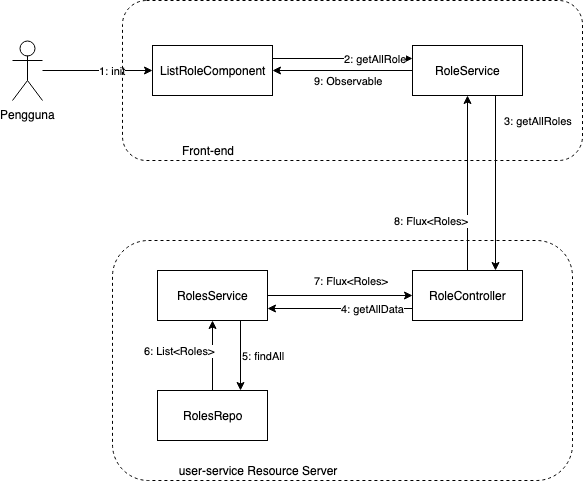 Pengguna
1: init
ListRoleComponent
2: getAllRole
9: Observable
RoleService
3: getAllRoles
Front-end
8: Flux<Roles>
RolesService
7: Flux<Roles>
4: getAllData
RoleController
6: List<Roles>
5: findAll
RolesRepo
user-service Resource Server